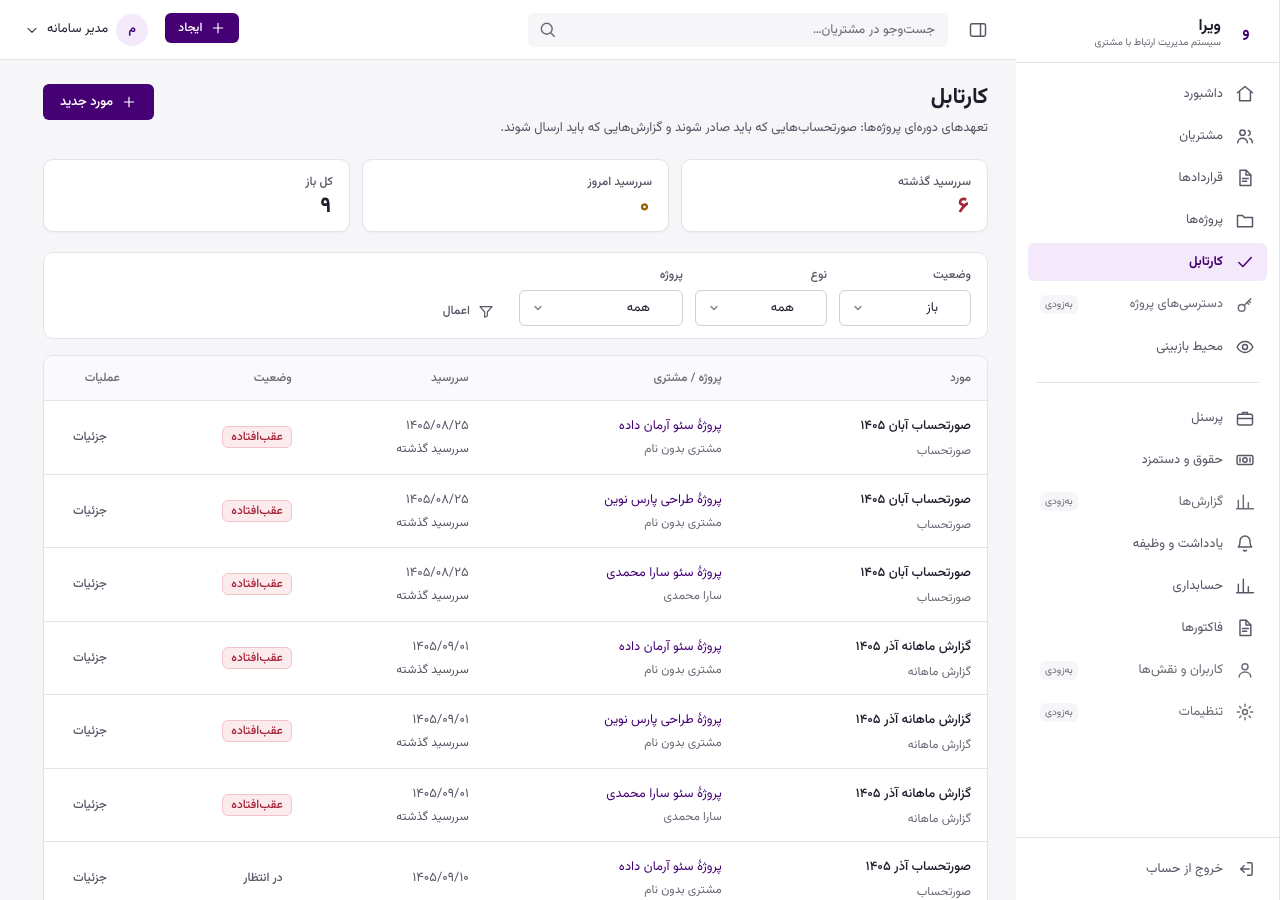 و
ویرا
سیستم مدیریت ارتباط با مشتری
داشبورد
مشتریان
قراردادها
پروژه‌ها
کارتابل
دسترسی‌های پروژه
به‌زودی
محیط بازبینی
پرسنل
حقوق و دستمزد
گزارش‌ها
به‌زودی
یادداشت و وظیفه
حسابداری
فاکتورها
کاربران و نقش‌ها
به‌زودی
تنظیمات
به‌زودی
خروج از حساب
جست‌وجو در مشتریان…
ایجاد
م
مدیر سامانه
کارتابل
تعهدهای دوره‌ای پروژه‌ها: صورتحساب‌هایی که باید صادر شوند و گزارش‌هایی که باید ارسال شوند.
مورد جدید
سررسید گذشته
۶
سررسید امروز
۰
کل باز
۹
وضعیت
باز
نوع
همه
پروژه
همه
اعمال
مورد پروژه / مشتری سررسید وضعیت عملیات
صورتحساب آبان ۱۴۰۵ پروژهٔ سئو آرمان داده ۱۴۰۵/۰۸/۲۵ عقب‌افتاده جزئیات
صورتحساب مشتری بدون نام سررسید گذشته
صورتحساب آبان ۱۴۰۵ پروژهٔ طراحی پارس نوین ۱۴۰۵/۰۸/۲۵ عقب‌افتاده جزئیات
صورتحساب مشتری بدون نام سررسید گذشته
صورتحساب آبان ۱۴۰۵ پروژهٔ سئو سارا محمدی ۱۴۰۵/۰۸/۲۵ عقب‌افتاده جزئیات
صورتحساب سارا محمدی سررسید گذشته
گزارش ماهانه آذر ۱۴۰۵ پروژهٔ سئو آرمان داده ۱۴۰۵/۰۹/۰۱ عقب‌افتاده جزئیات
گزارش ماهانه مشتری بدون نام سررسید گذشته
گزارش ماهانه آذر ۱۴۰۵ پروژهٔ طراحی پارس نوین ۱۴۰۵/۰۹/۰۱ عقب‌افتاده جزئیات
گزارش ماهانه مشتری بدون نام سررسید گذشته
گزارش ماهانه آذر ۱۴۰۵ پروژهٔ سئو سارا محمدی ۱۴۰۵/۰۹/۰۱ عقب‌افتاده جزئیات
گزارش ماهانه سارا محمدی سررسید گذشته
صورتحساب آذر ۱۴۰۵ پروژهٔ سئو آرمان داده ۱۴۰۵/۰۹/۱۰ در انتظار جزئیات
صورتحساب مشتری بدون نام